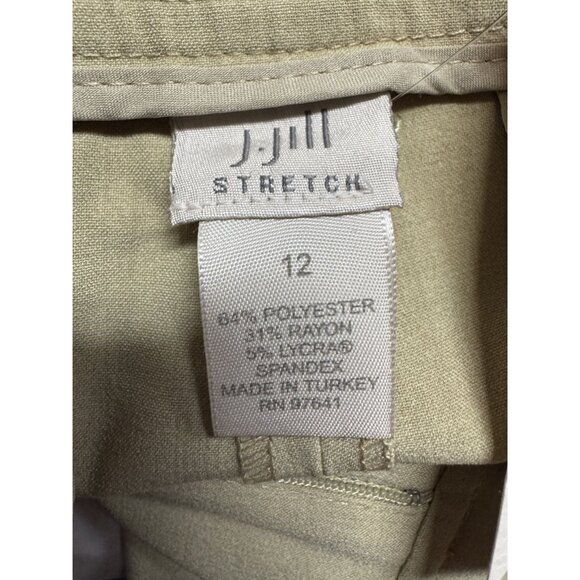 J.Jill
STRETCH
12
64% POLYESTER
31% RAYON
5% LYCRA®
SPANDEX
MADE IN TURKEY
RN 97641